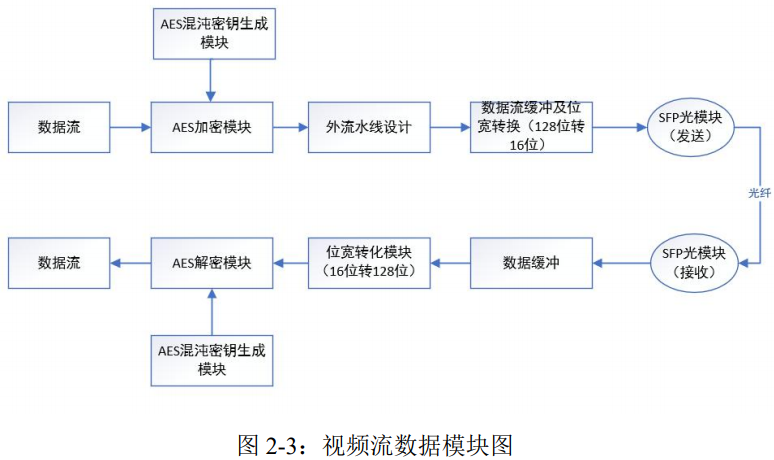 AES混沌密钥生成
模块
数据流
AES加密模块
外流水线设计
数据流缓冲及位
宽转换（128位转
16位）
SFP光模块
（发送）
光纤
数据流
AES解密模块
位宽转化模块
（16位转128位）
数据缓冲
SFP光模块
（接收）
AES混沌密钥生成
模块
图 2-3：视频流数据模块图